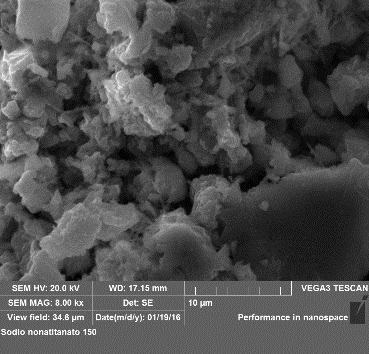 SEM HV: 20.0 kV WD: 17.15 mm VEGA3 TESCAN
SEM MAG: 8.00 kx Det: SE 10 µm
View field: 34.6 µm Date(m/d/y): 01/19/16 Performance in nanospace
Sodio nonatitanato 150